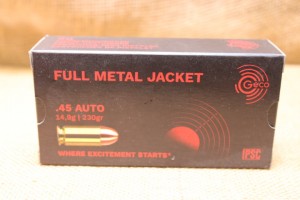 FULL METAL JACKET
Geco
.45 AUTO
14,9g | 230gr
WHERE EXCITEMENT STARTS
IPSC